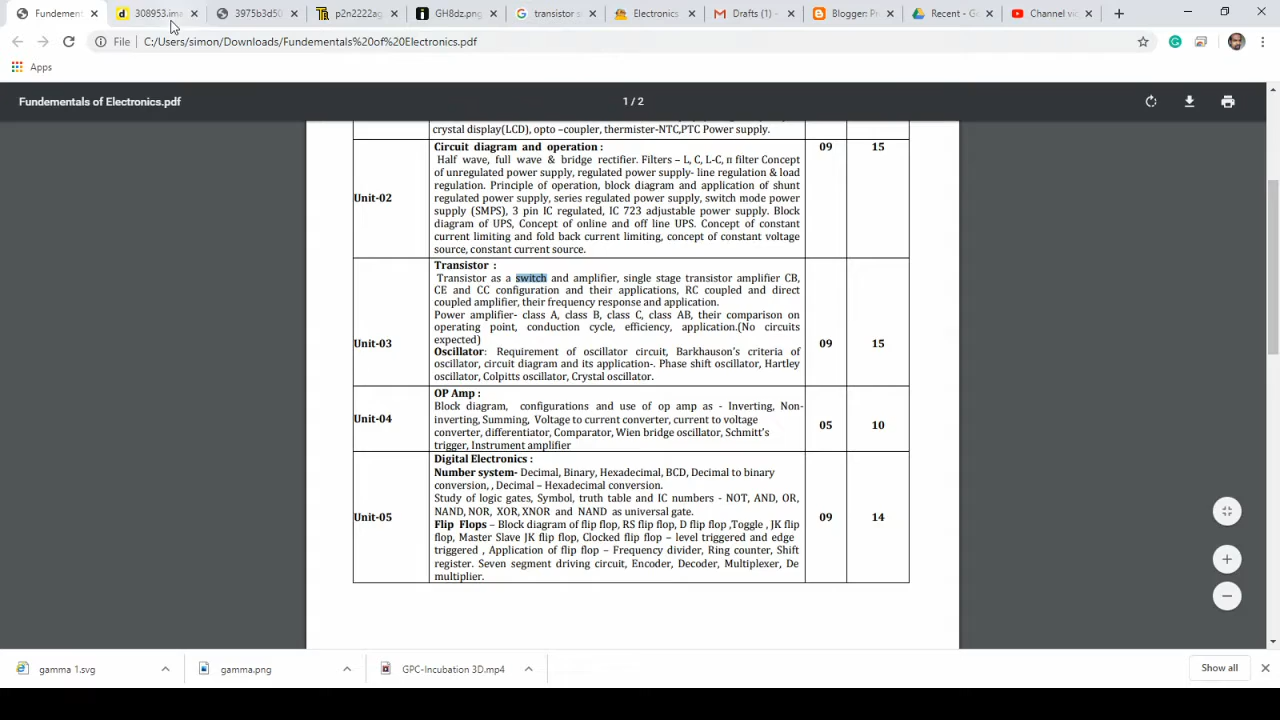 Fundement
308953.ima
3975b3d50
p2n2222ag
GH8dz.png
transistor s
Electronics
Drafts (1) -
Blogger: Pr
Recent - Go
Channel vid
File
C:/Users/simon/Downloads/Fundementals%20of%20Electronics.pdf
Apps
Fundementals of Electronics.pdf
1 / 2
crystal display(LCD), opto –coupler, thermister-NTC,PTC Power supply.
Unit-02
Circuit diagram and operation :
Half wave, full wave & bridge rectifier. Filters – L, C, L-C, π filter Concept
of unregulated power supply, regulated power supply- line regulation & load
regulation. Principle of operation, block diagram and application of shunt
regulated power supply, series regulated power supply, switch mode power
supply (SMPS), 3 pin IC regulated, IC 723 adjustable power supply. Block
diagram of UPS, Concept of online and off line UPS. Concept of constant
current limiting and fold back current limiting, concept of constant voltage
source, constant current source.
09
15
Unit-03
Transistor :
Transistor as a switch and amplifier, single stage transistor amplifier CB,
CE and CC configuration and their applications, RC coupled and direct
coupled amplifier, their frequency response and application.
Power amplifier- class A, class B, class C, class AB, their comparison on
operating point, conduction cycle, efficiency, application.(No circuits
expected)
Oscillator: Requirement of oscillator circuit, Barkhauson's criteria of
oscillator, circuit diagram and its application-. Phase shift oscillator, Hartley
oscillator, Colpitts oscillator, Crystal oscillator.
09
15
Unit-04
OP Amp :
Block diagram, configurations and use of op amp as - Inverting, Non-
inverting, Summing, Voltage to current converter, current to voltage
converter, differentiator, Comparator, Wien bridge oscillator, Schmitt's
trigger, Instrument amplifier
05
10
Unit-05
Digital Electronics :
Number system- Decimal, Binary, Hexadecimal, BCD, Decimal to binary
conversion, , Decimal – Hexadecimal conversion.
Study of logic gates, Symbol, truth table and IC numbers - NOT, AND, OR,
NAND, NOR, XOR, XNOR and NAND as universal gate.
Flip Flops – Block diagram of flip flop, RS flip flop, D flip flop ,Toggle , JK flip
flop, Master Slave JK flip flop, Clocked flip flop – level triggered and edge
triggered , Application of flip flop – Frequency divider, Ring counter, Shift
register. Seven segment driving circuit, Encoder, Decoder, Multiplexer, De
multiplier.
09
14
gamma 1.svg
gamma.png
GPC-Incubation 3D.mp4
Show all